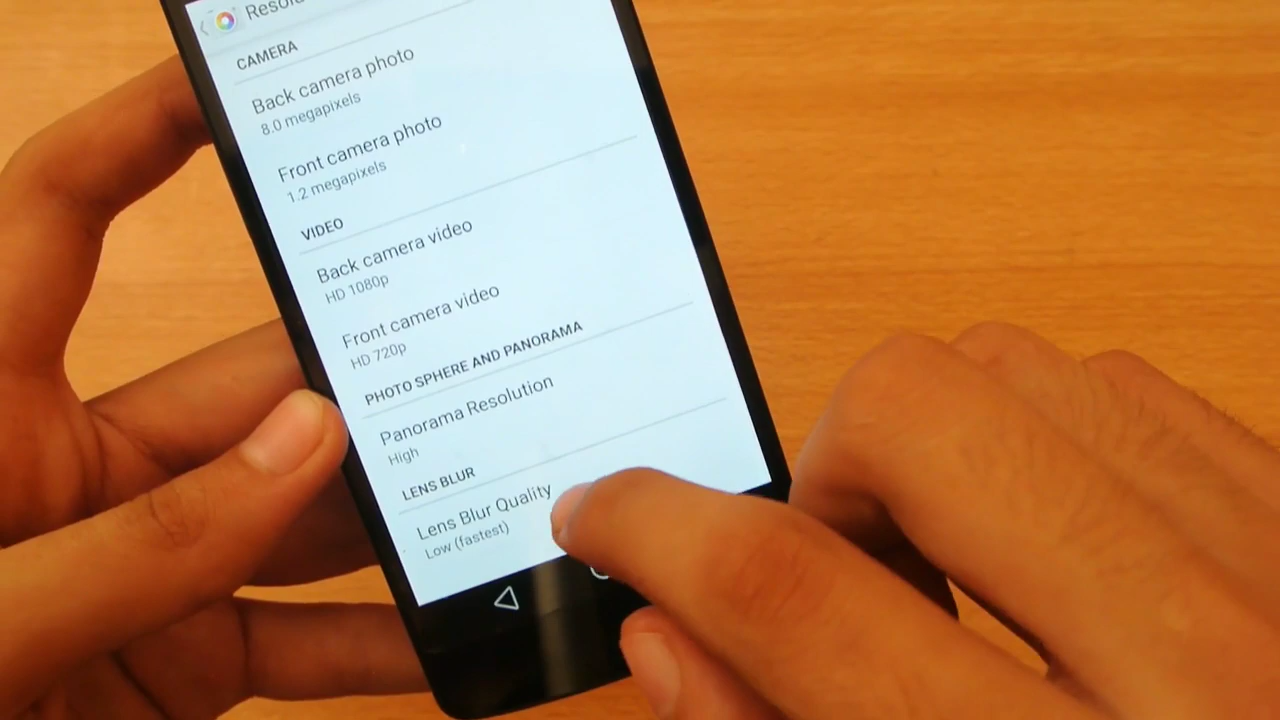 CAMERA
Back camera photo
8.0 megapixels
Front camera photo
1.2 megapixels
VIDEO
Back camera video
HD 1080p
Front camera video
HD 720p
PHOTO SPHERE AND PANORAMA
Panorama Resolution
High
LENS BLUR
Lens Blur Quality
Low (fastest)